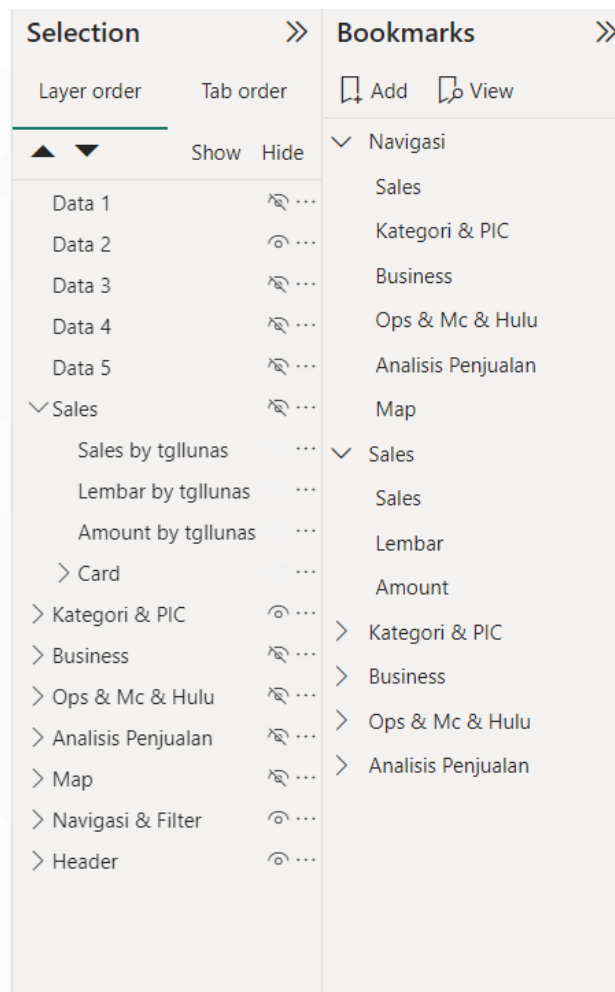 Selection
Layer order Tab order
Show Hide
Data 1
Data 2
Data 3
Data 4
Data 5
Sales
Sales by tgllunas
Lembar by tgllunas
Amount by tgllunas
Card
Kategori & PIC
Business
Ops & Mc & Hulu
Analisis Penjualan
Map
Navigasi & Filter
Header
Bookmarks
Add View
Navigasi
Sales
Kategori & PIC
Business
Ops & Mc & Hulu
Analisis Penjualan
Map
Sales
Sales
Lembar
Amount
Kategori & PIC
Business
Ops & Mc & Hulu
Analisis Penjualan